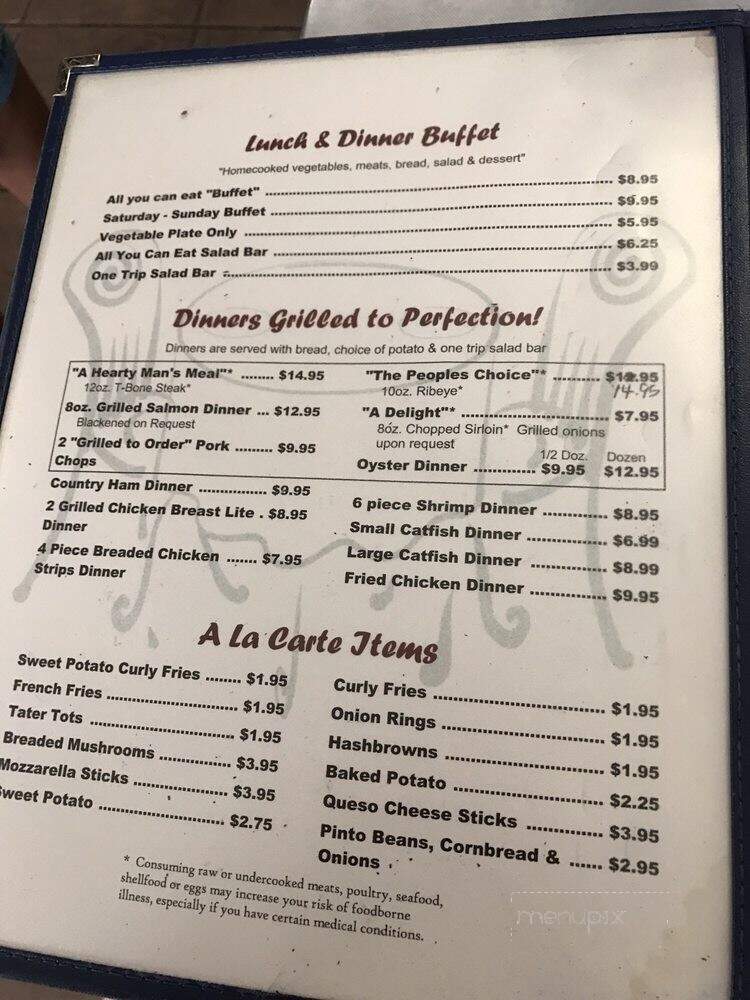 Lunch & Dinner Buffet
"Homecooked vegetables, meats, bread, salad & dessert"
All you can eat "Buffet" ........ $8.95
Saturday - Sunday Buffet ........ $9.95
Vegetable Plate Only ........ $5.95
All You Can Eat Salad Bar ........ $6.25
One Trip Salad Bar ........ $3.99
Dinners Grilled to Perfection!
Dinners are served with bread, choice of potato & one trip salad bar
"A Hearty Man's Meal"* ........ $14.95
12oz. T-Bone Steak*
8oz. Grilled Salmon Dinner ... $12.95
Blackened on Request
2 "Grilled to Order" Pork ......... $9.95
Chops
"The Peoples Choice"* .......... $12.95
10oz. Ribeye* 14.95
"A Delight"* ........ $7.95
8oz. Chopped Sirloin* Grilled onions
upon request
1/2 Doz. Dozen
Oyster Dinner ............. $9.95 $12.95
Country Ham Dinner ................ $9.95
2 Grilled Chicken Breast Lite . $8.95
Dinner
4 Piece Breaded Chicken ....... $7.95
Strips Dinner
6 piece Shrimp Dinner ............. $8.95
Small Catfish Dinner ................ $6.99
Large Catfish Dinner ............... $8.99
Fried Chicken Dinner ............... $9.95
A La Carte Items
Sweet Potato Curly Fries ........ $1.95
French Fries ........ $1.95
Tater Tots ........ $1.95
Breaded Mushrooms ........ $3.95
Mozzarella Sticks ........ $3.95
Sweet Potato ........ $2.75
Curly Fries ........ $1.95
Onion Rings ........ $1.95
Hashbrowns ........ $1.95
Baked Potato ........ $2.25
Queso Cheese Sticks ........ $3.95
Pinto Beans, Cornbread & ...... $2.95
Onions
* Consuming raw or undercooked meats, poultry, seafood,
shellfood or eggs may increase your risk of foodborne
illness, especially if you have certain medical conditions.
menupix